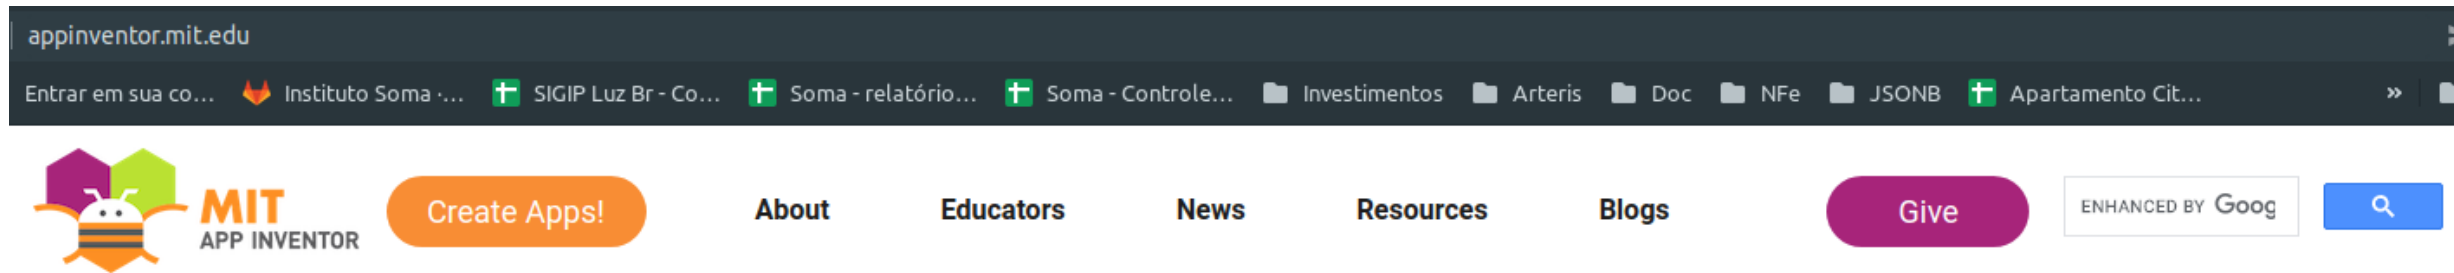 appinventor.mit.edu
Entrar em sua co... Instituto Soma ·... SIGIP Luz Br - Co... Soma - relatório... Soma - Controle... Investimentos Arteris Doc NFe JSONB Apartamento Cit... »
MIT
APP INVENTOR
Create Apps! About Educators News Resources Blogs Give ENHANCED BY Goog